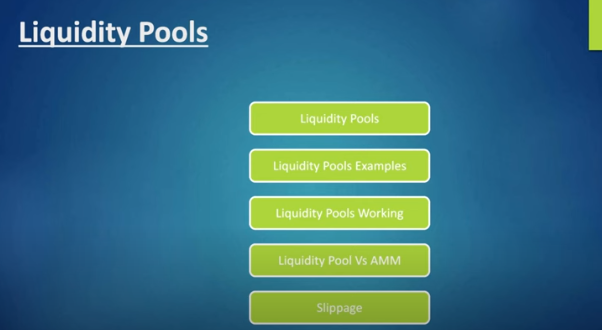 Liquidity Pools
Liquidity Pools
Liquidity Pools Examples
Liquidity Pools Working
Liquidity Pool Vs AMM
Slippage